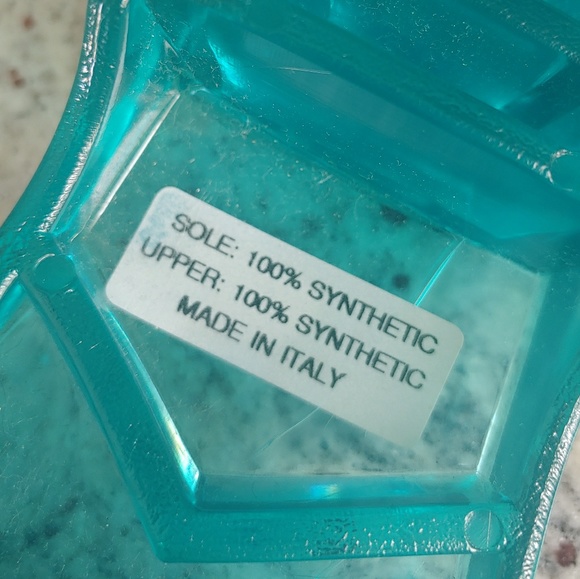 SOLE: 100% SYNTHETIC
UPPER: 100% SYNTHETIC
MADE IN ITALY